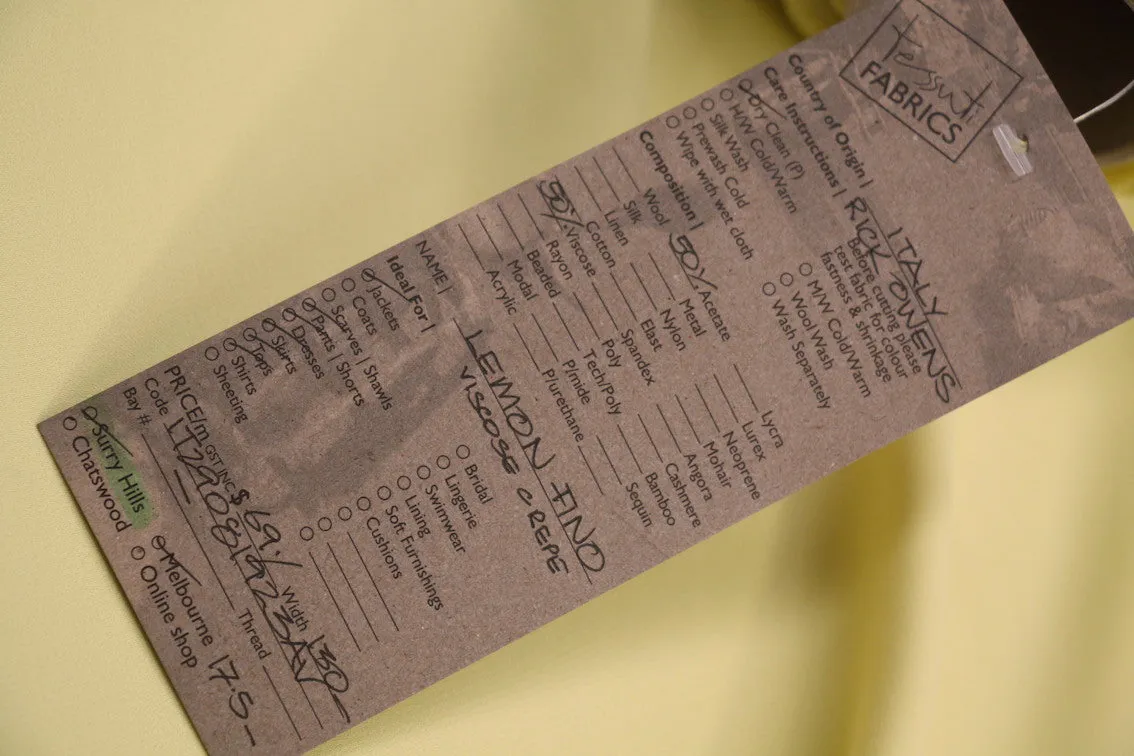 tessuti
FABRICS
Country of Origin | ITALY
Care Instructions | RICK OWENS
Dry Clean (P)
H/W Cold/Warm
Silk Wash
Prewash Cold
Wipe with wet cloth
Before cutting please
test fabric for colour
fastness & shrinkage
M/W Cold/Warm
Wool Wash
Wash Separately
Composition |
Wool 50% Acetate Lycra
Silk Metal Lurex
Linen Nylon Neoprene
Cotton Elast Mohair
50% Viscose Spandex Angora
Rayon Poly Cashmere
Beaded Tech/Poly Bamboo
Modal P/mide Sequin
Acrylic P/urethane
NAME | LEMON FINO
VISCOSE CREPE
Ideal For |
Jackets Bridal
Coats Lingerie
Scarves | Shawls Swimwear
Pants | Shorts Lining
Dresses Soft Furnishings
Skirts Cushions
Tops
Shirts
Sheeting
PRICE/m GST INC $ 69./ Width 130
Code
Bay # Thread
Surry Hills Melbourne 17.5
Chatswood Online shop